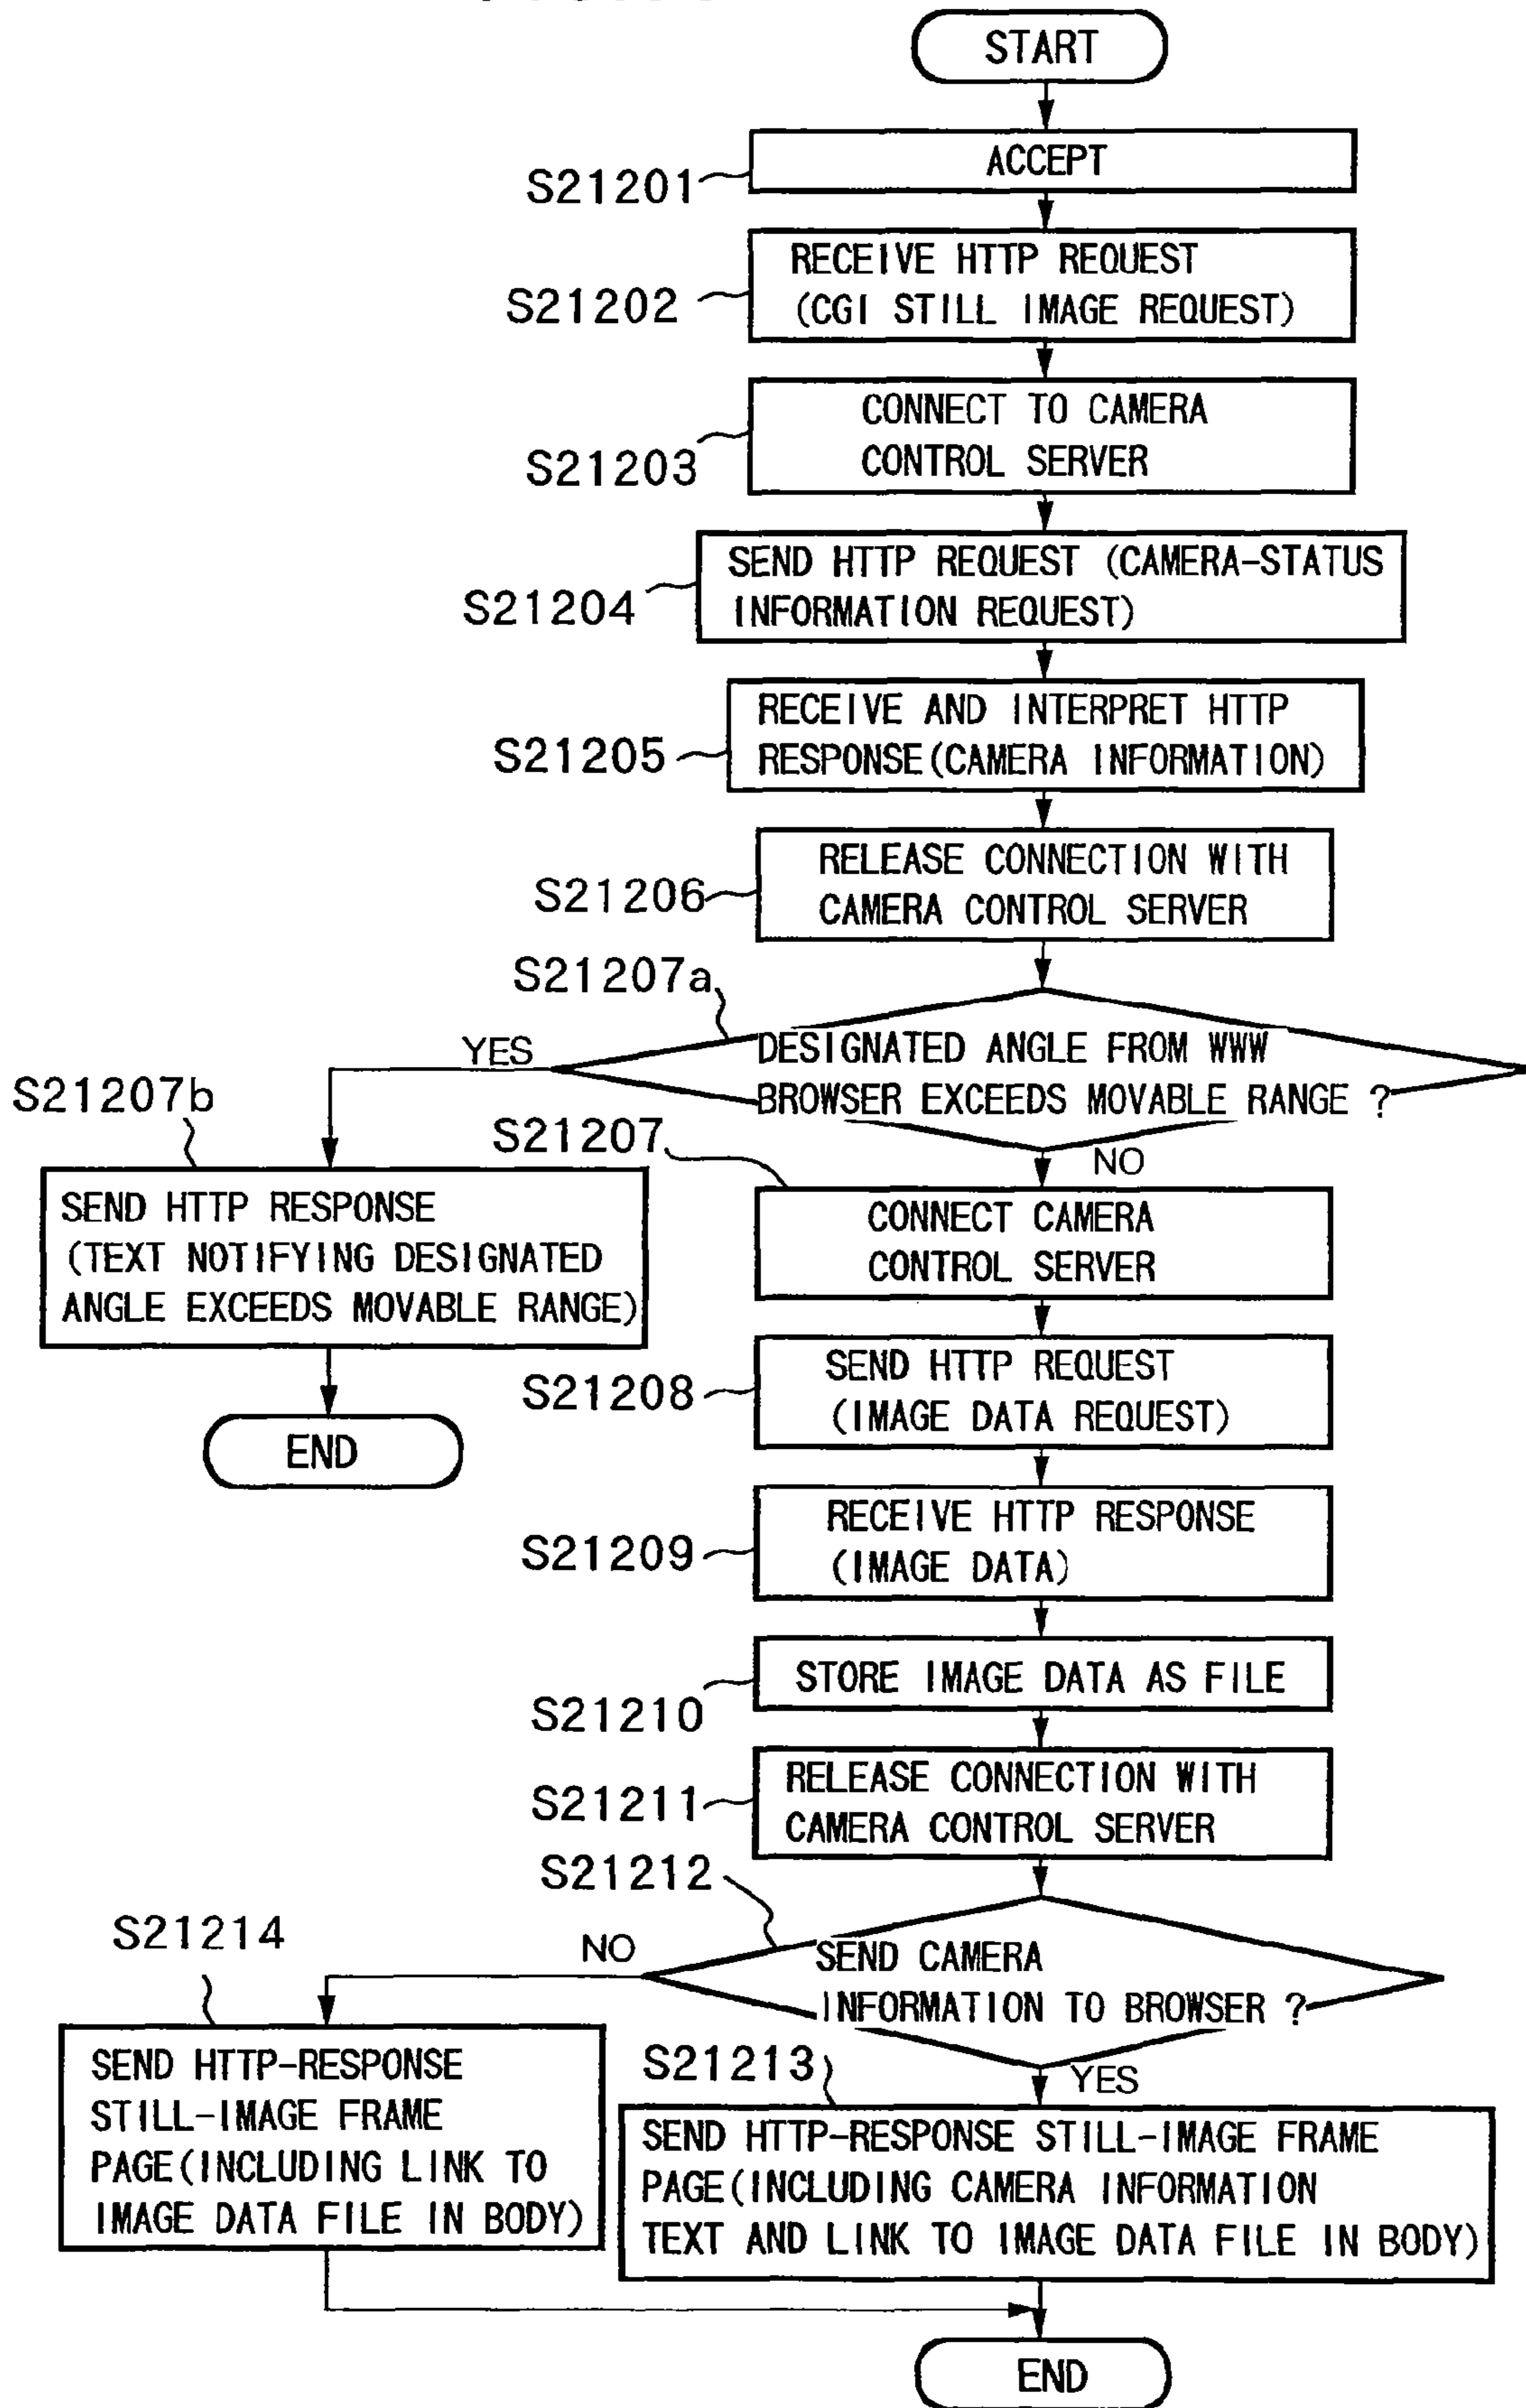 START
ACCEPT
S21201
RECEIVE HTTP REQUEST
(CGI STILL IMAGE REQUEST)
S21202
CONNECT TO CAMERA
CONTROL SERVER
S21203
SEND HTTP REQUEST (CAMERA-STATUS
INFORMATION REQUEST)
S21204
RECEIVE AND INTERPRET HTTP
RESPONSE(CAMERA INFORMATION)
S21205
RELEASE CONNECTION WITH
CAMERA CONTROL SERVER
S21206
S21207a
DESIGNATED ANGLE FROM WWW
BROWSER EXCEEDS MOVABLE RANGE ?
YES
S21207b
SEND HTTP RESPONSE
(TEXT NOTIFYING DESIGNATED
ANGLE EXCEEDS MOVABLE RANGE)
END
NO
S21207
CONNECT CAMERA
CONTROL SERVER
SEND HTTP REQUEST
(IMAGE DATA REQUEST)
S21208
RECEIVE HTTP RESPONSE
(IMAGE DATA)
S21209
STORE IMAGE DATA AS FILE
S21210
RELEASE CONNECTION WITH
CAMERA CONTROL SERVER
S21211
S21212
SEND CAMERA
INFORMATION TO BROWSER ?
NO
S21214
SEND HTTP-RESPONSE
STILL-IMAGE FRAME
PAGE(INCLUDING LINK TO
IMAGE DATA FILE IN BODY)
YES
S21213
SEND HTTP-RESPONSE STILL-IMAGE FRAME
PAGE(INCLUDING CAMERA INFORMATION
TEXT AND LINK TO IMAGE DATA FILE IN BODY)
END